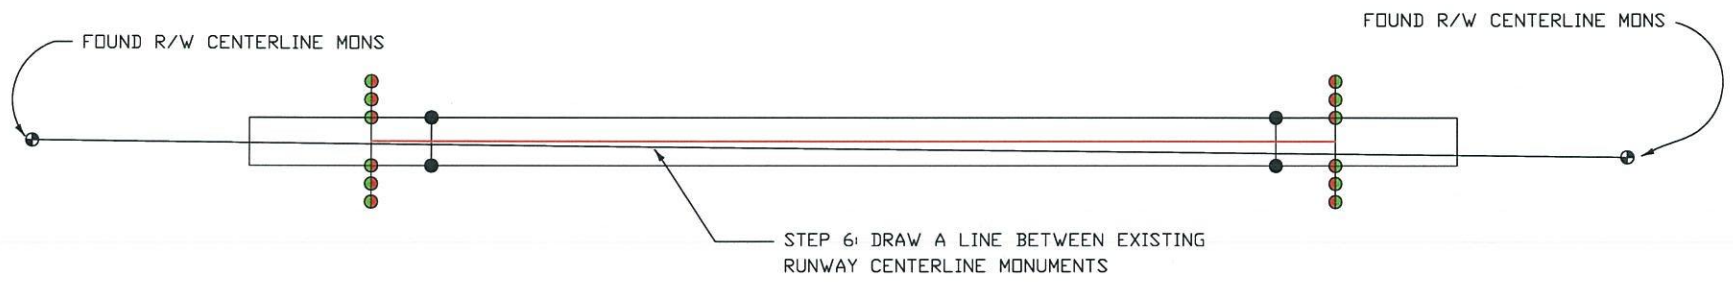 FOUND R/W CENTERLINE MONS
FOUND R/W CENTERLINE MONS
STEP 6: DRAW A LINE BETWEEN EXISTING
RUNWAY CENTERLINE MONUMENTS